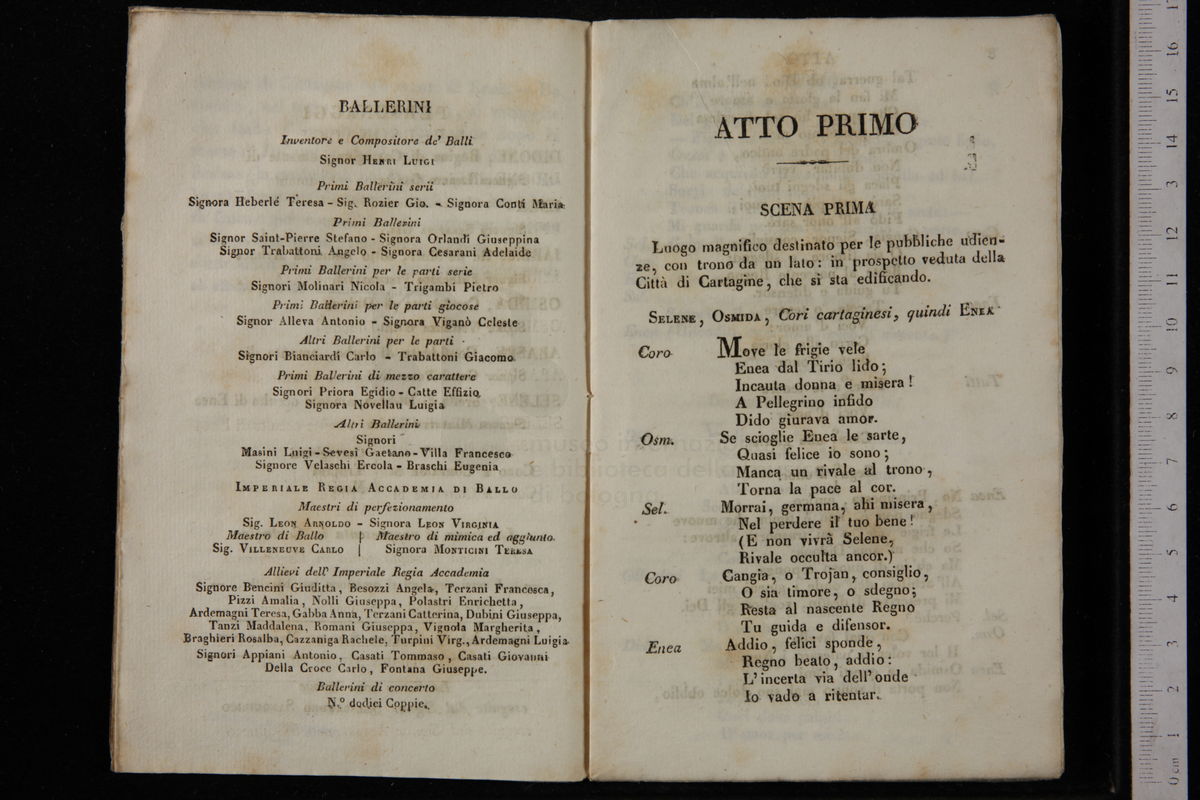 BALLERINI
Inventore e Compositore de' Balli
Signor Henri Luigi
Primi Ballerini serii
Signora Heberlé Teresa - Sig. Rozier Gio. - Signora Conti Maria
Primi Ballerini
Signor Saint-Pierre Stefano - Signora Orlandi Giuseppina
Signor Trabattoni Angelo - Signora Cesarani Adelaide
Primi Ballerini per le parti serie
Signori Molinari Nicola - Trigambi Pietro
Primi Ballerini per le parti giocose
Signor Alleva Antonio - Signora Viganò Celeste
Altri Ballerini per le parti
Signori Bianciardi Carlo - Trabattoni Giacomo
Primi Ballerini di mezzo carattere
Signori Priora Egidio - Catte Effizio
Signora Novellau Luigia
Altri Ballerini
Signori
Masini Luigi - Sevesi Gaetano - Villa Francesco
Signore Velaschi Ercola - Braschi Eugenia
Imperiale Regia Accademia di Ballo
Maestri di perfezionamento
Sig. Leon Arnoldo - Signora Leon Virginia
Maestro di Ballo | Maestro di mimica ed aggiunto.
Sig. Villeneuve Carlo | Signora Monticini Teresa
Allievi dell' Imperiale Regia Accademia
Signore Bencini Giuditta, Besozzi Angela, Terzani Francesca,
Pizzi Amalia, Nolli Giuseppa, Polastri Enrichetta,
Ardemagni Teresa, Gabba Anna, Terzani Catterina, Dubini Giuseppa,
Tanzi Maddalena, Romani Giuseppa, Vignola Margherita,
Braghieri Rosalba, Cazzaniga Rachele, Turpini Virg., Ardemagni Luigia
Signori Appiani Antonio, Casati Tommaso, Casati Giovanni
Della Croce Carlo, Fontana Giuseppe.
Ballerini di concerto
N.º dodici Coppie.
ATTO PRIMO
SCENA PRIMA
Luogo magnifico destinato per le pubbliche udien-
ze, con trono da un lato: in prospetto veduta della
Città di Cartagine, che si sta edificando.
Selene, Osmida, Cori cartaginesi, quindi Enea
Coro Move le frigie vele
Enea dal Tirio lido;
Incauta donna e misera!
A Pellegrino infido
Dido giurava amor.
Osm. Se scioglie Enea le sarte,
Quasi felice io sono;
Manca un rivale al trono,
Torna la pace al cor.
Sel. Morrai, germana, ahi misera,
Nel perdere il tuo bene!
(E non vivrà Selene,
Rivale occulta ancor.)
Coro Cangia, o Trojan, consiglio,
O sia timore, o sdegno;
Resta al nascente Regno
Tu guida e difensor.
Enea Addio, felici sponde,
Regno beato, addio:
L'incerta via dell'onde
Io vado a ritentar.